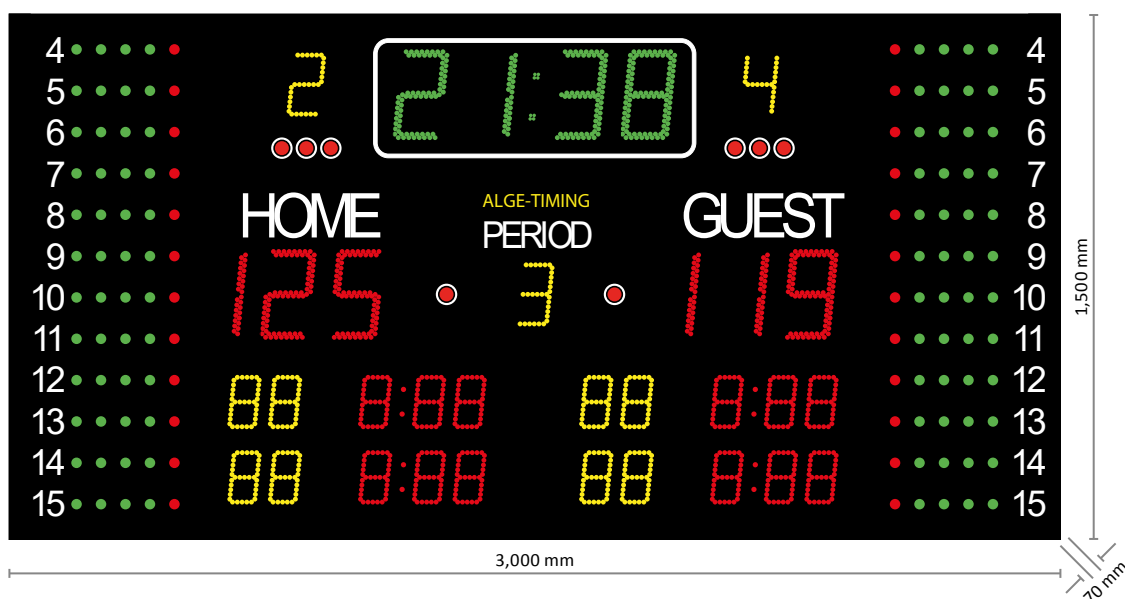 4 2 21:38 4 4
5 5
6 6
7 7
ALGE-TIMING
8 HOME PERIOD GUEST 8
9 9
10 125 3 119 10
11 11
12 88 8:88 88 8:88 12
13 13
14 88 8:88 88 8:88 14
15 15
1,500 mm
3,000 mm
70 mm